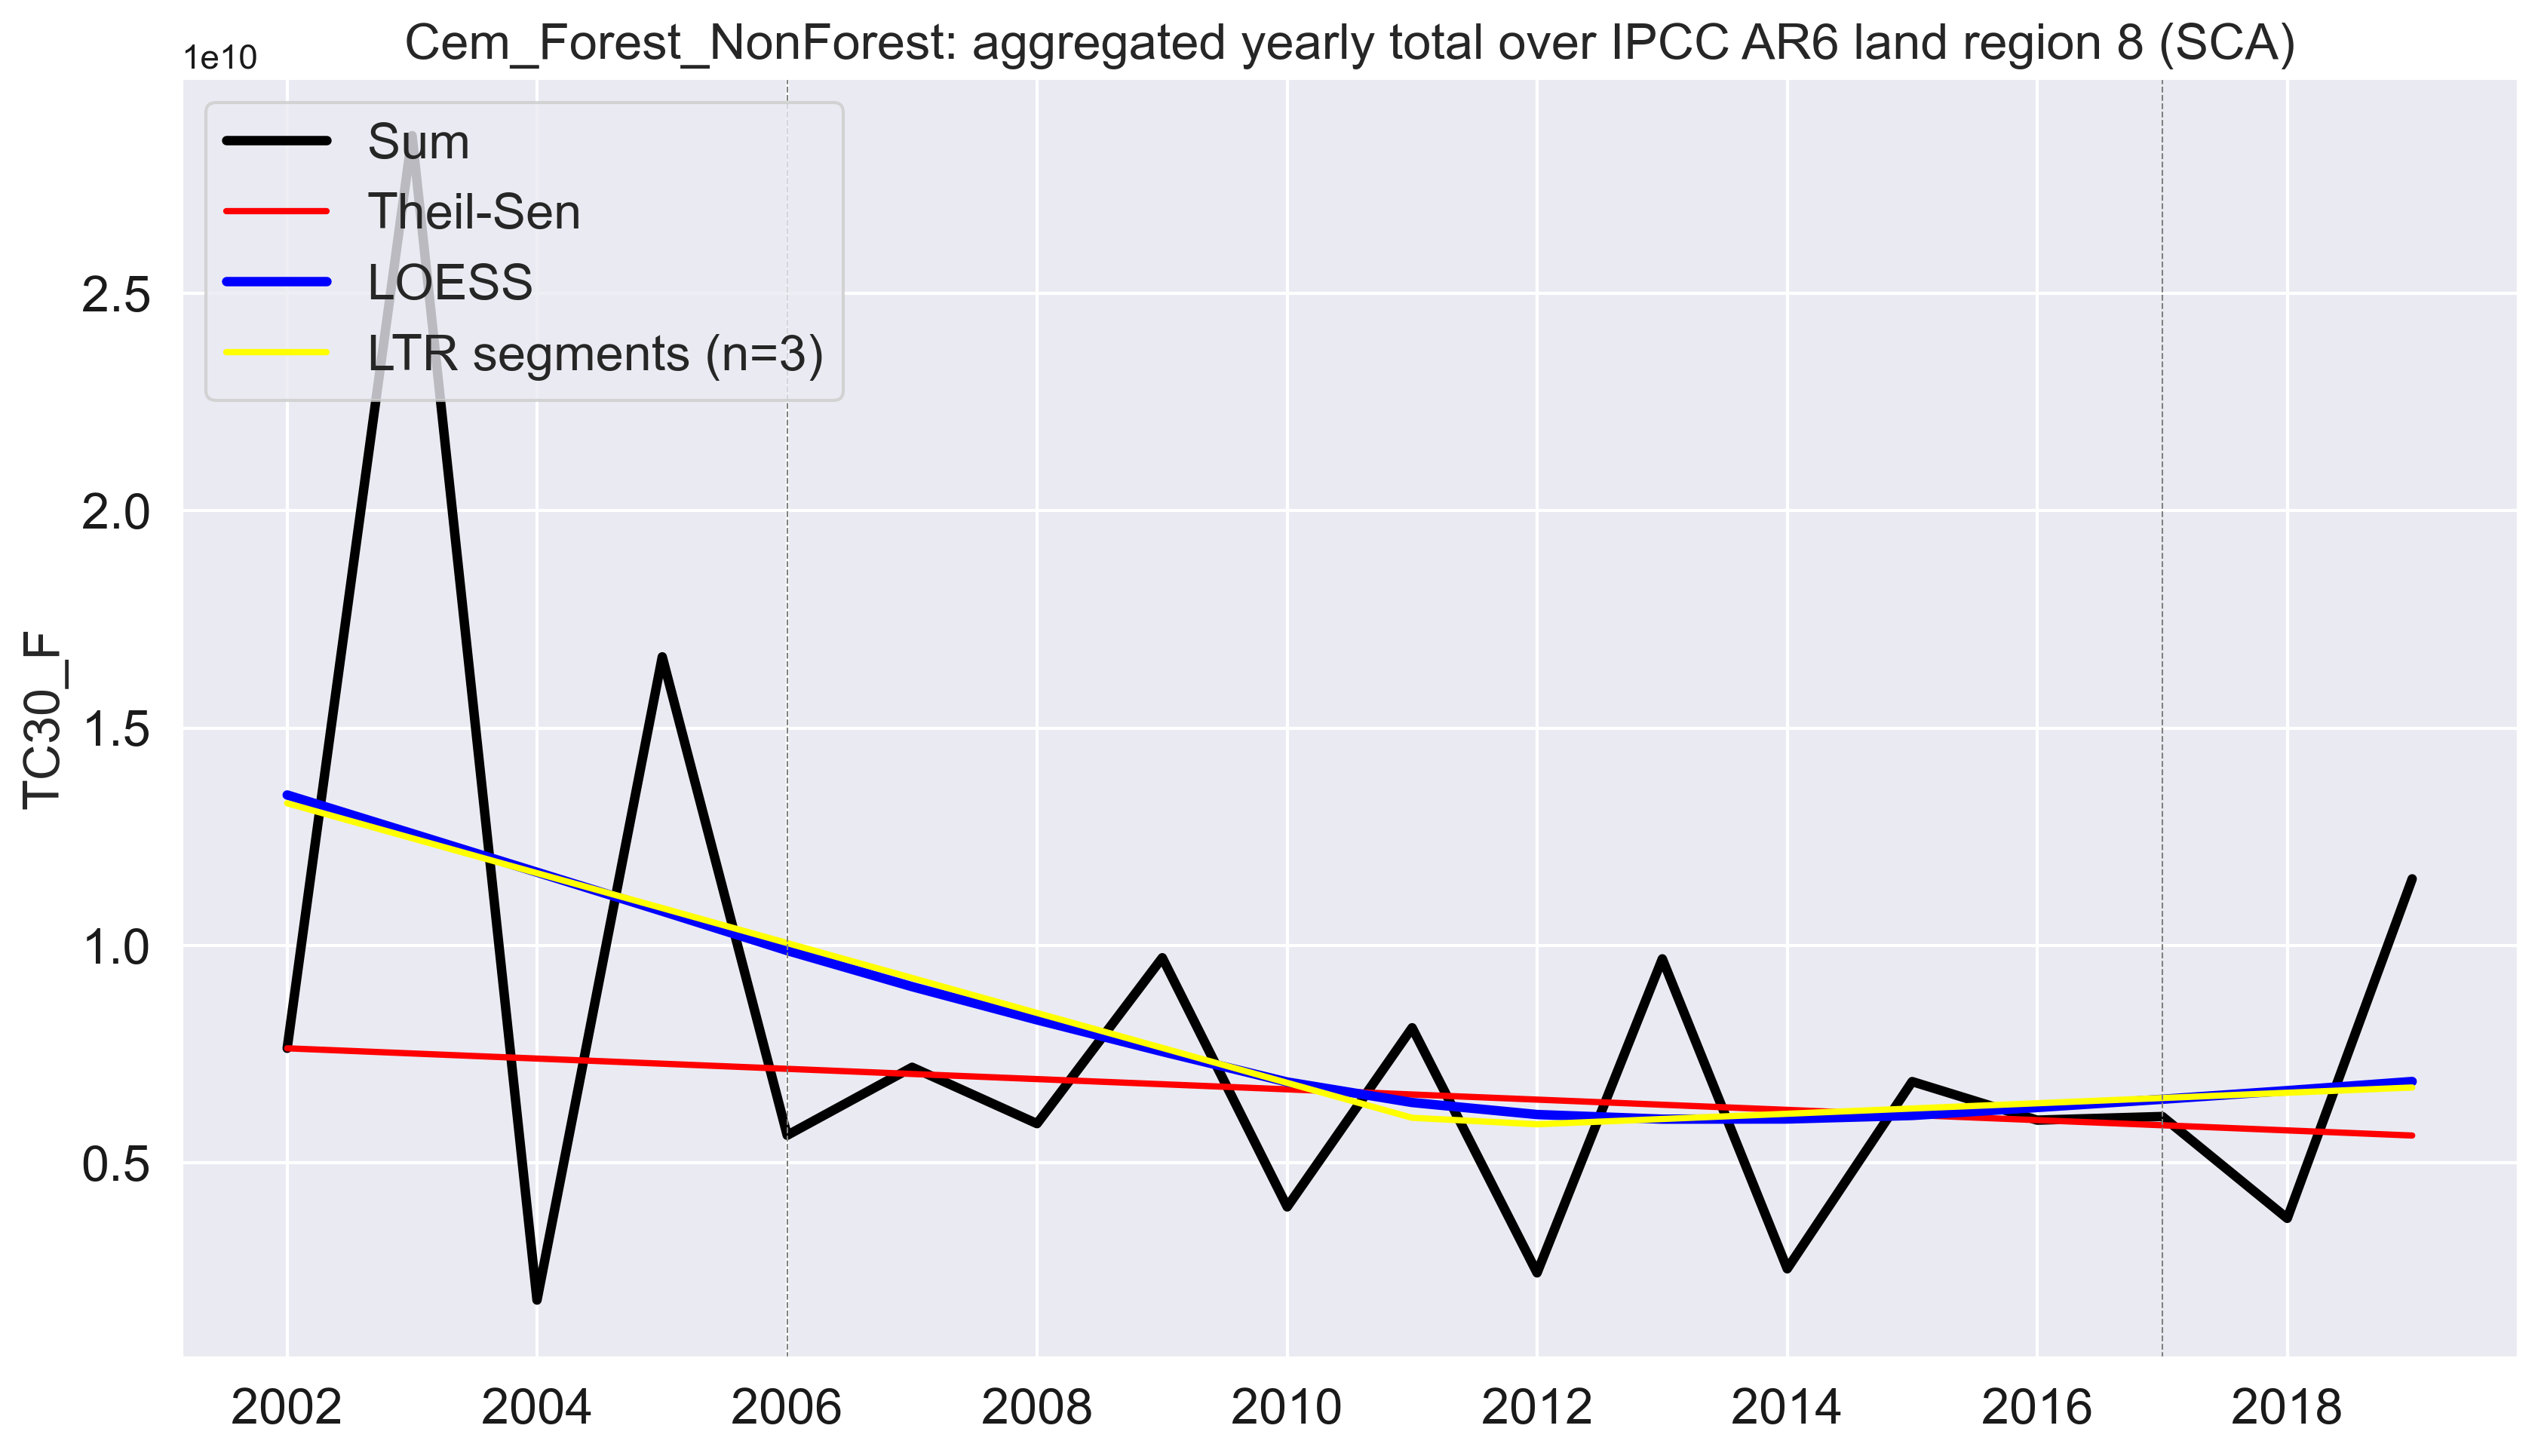 Cem_Forest_NonForest: aggregated yearly total over IPCC AR6 land region 8 (SCA)
1e10
Sum
Theil-Sen
LOESS
LTR segments (n=3)
2.5
2.0
1.5
1.0
0.5
TC30_F
2002 2004 2006 2008 2010 2012 2014 2016 2018